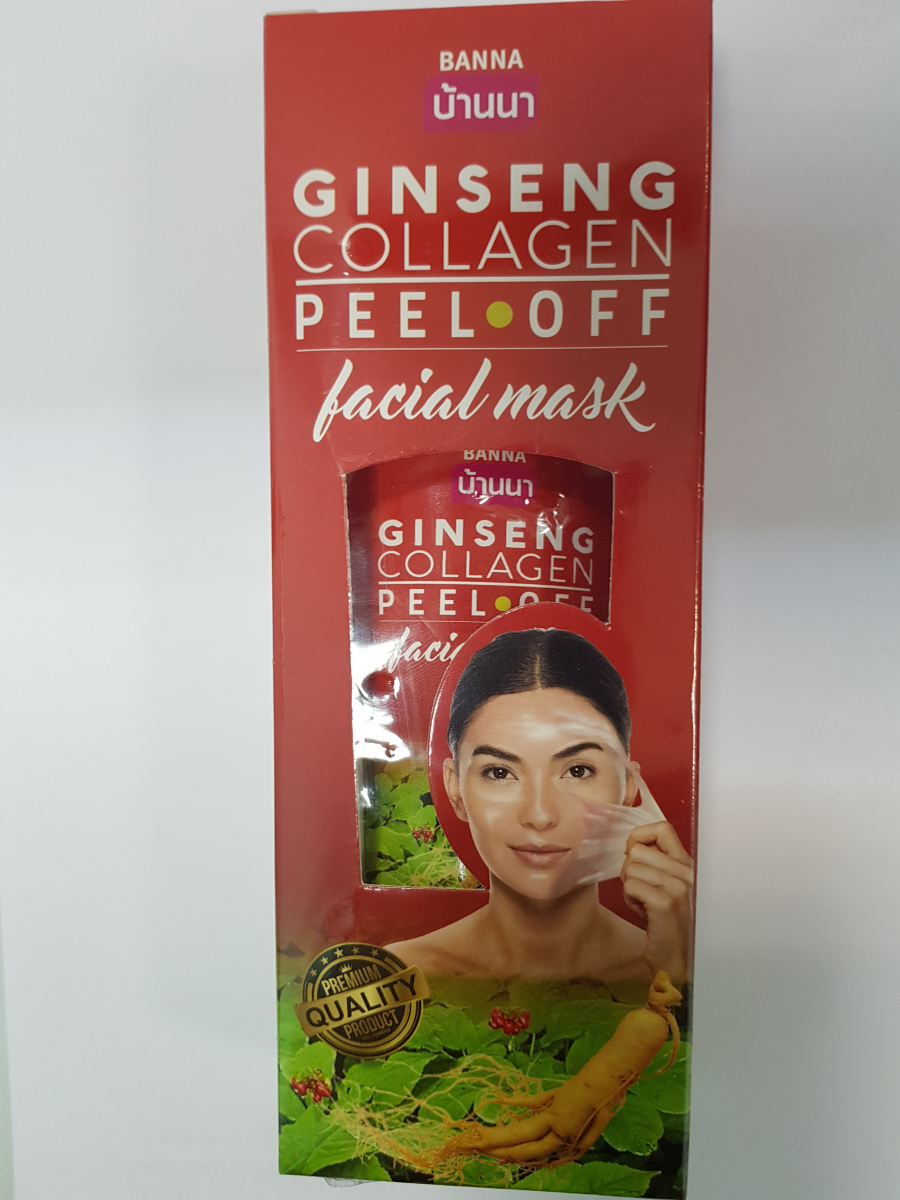 BANNA
บ้านนา
GINSENG
COLLAGEN
PEEL•OFF
facial mask
BANNA
บ้านนา
GINSENG
COLLAGEN
PEEL•OFF
PREMIUM
QUALITY
PRODUCT